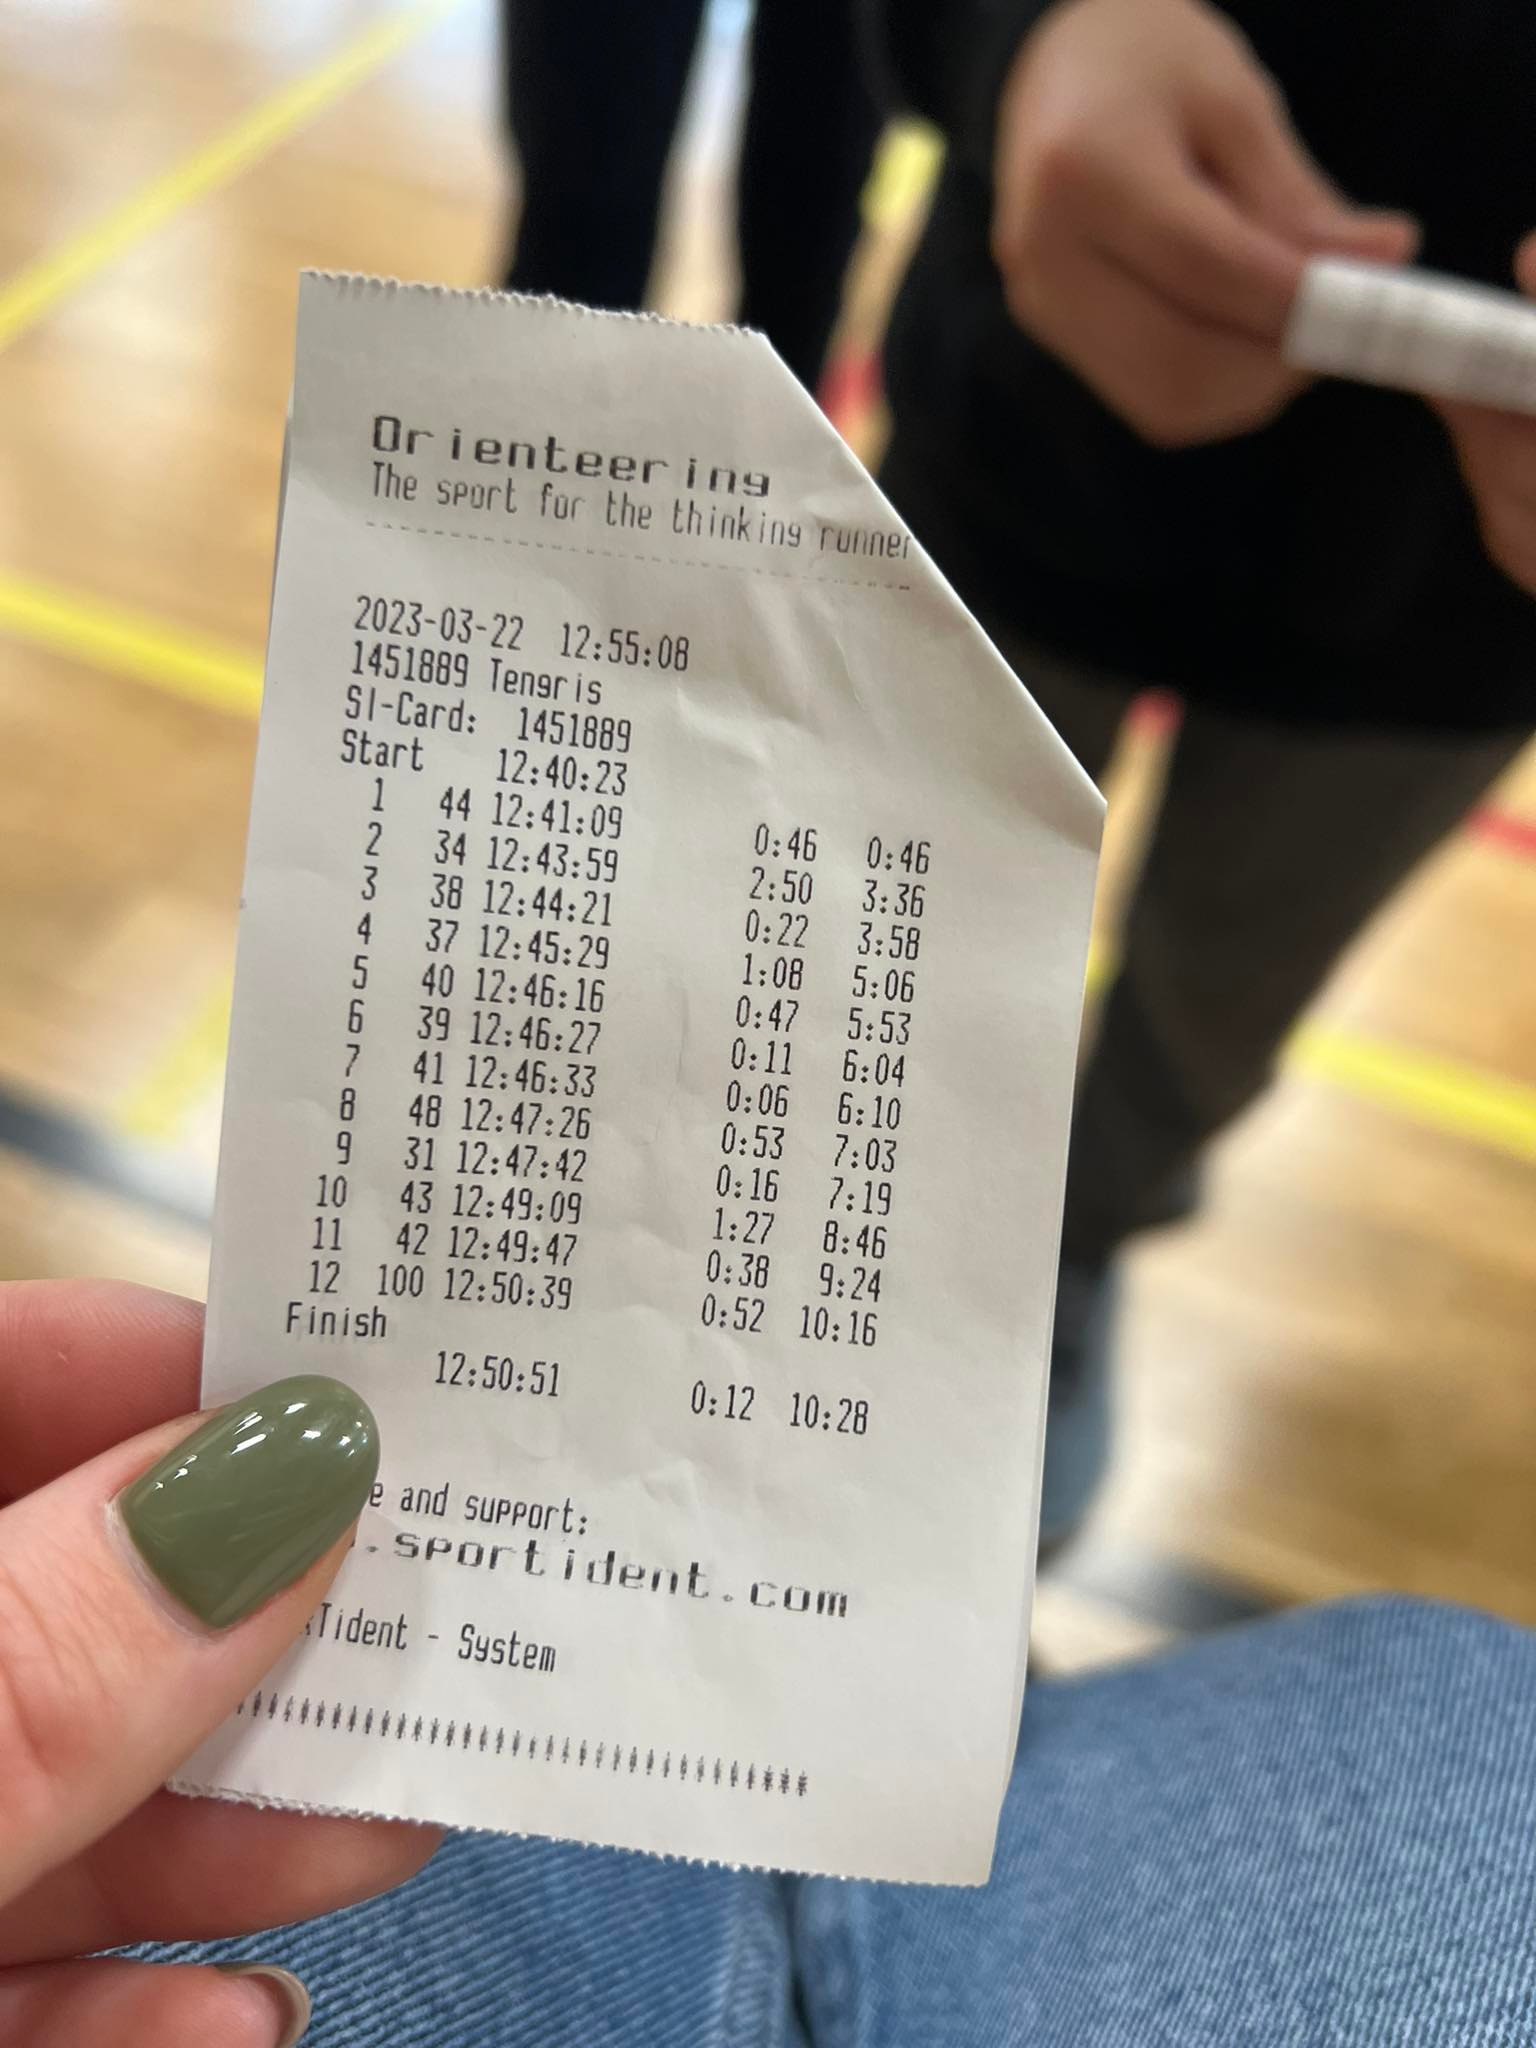 Orienteering
The sport for the thinking runner
2023-03-22 12:55:08
1451889 Tengris
SI-Card: 1451889
Start 12:40:23
1 44 12:41:09 0:46 0:46
2 34 12:43:59 2:50 3:36
3 38 12:44:21 0:22 3:58
4 37 12:45:29 1:08 5:06
5 40 12:46:16 0:47 5:53
6 39 12:46:27 0:11 6:04
7 41 12:46:33 0:06 6:10
8 48 12:47:26 0:53 7:03
9 31 12:47:42 0:16 7:19
10 43 12:49:09 1:27 8:46
11 42 12:49:47 0:38 9:24
12 100 12:50:39 0:52 10:16
Finish
12:50:51 0:12 10:28
and support:
.sportident.com
Tident - System